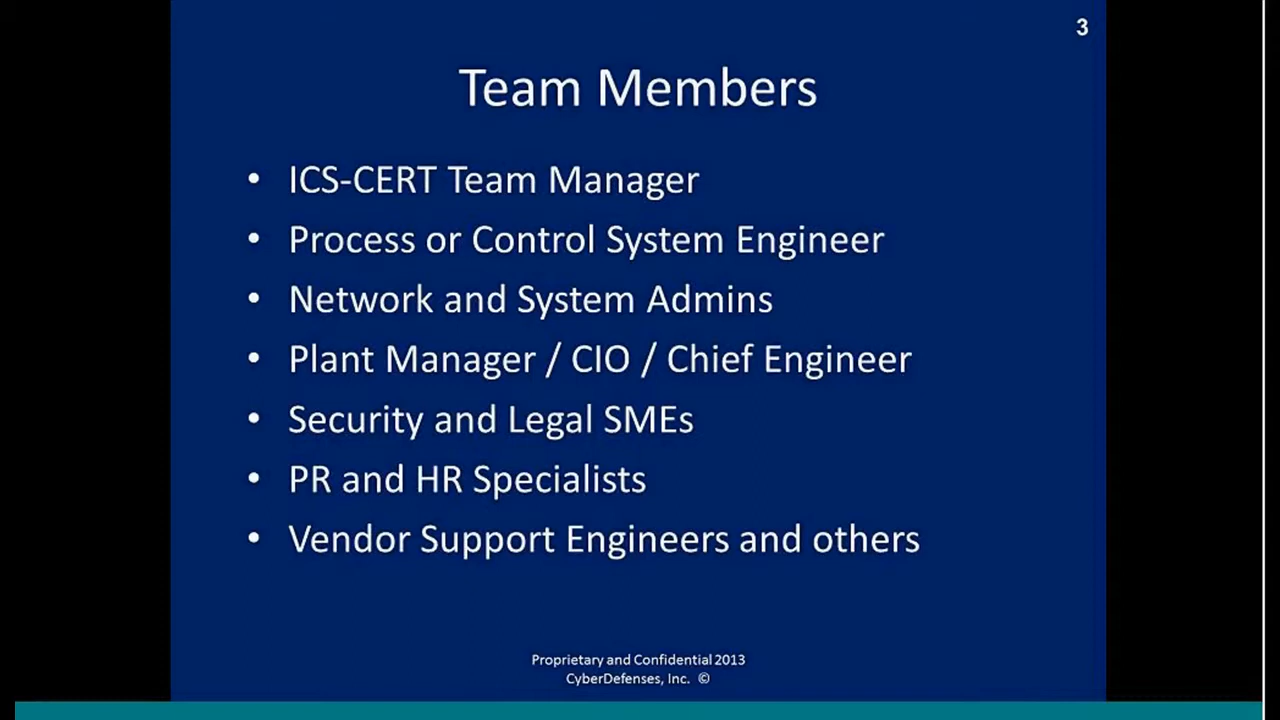 3
Team Members
• ICS-CERT Team Manager
• Process or Control System Engineer
• Network and System Admins
• Plant Manager / CIO / Chief Engineer
• Security and Legal SMEs
• PR and HR Specialists
• Vendor Support Engineers and others
Proprietary and Confidential 2013
CyberDefenses, Inc. ©